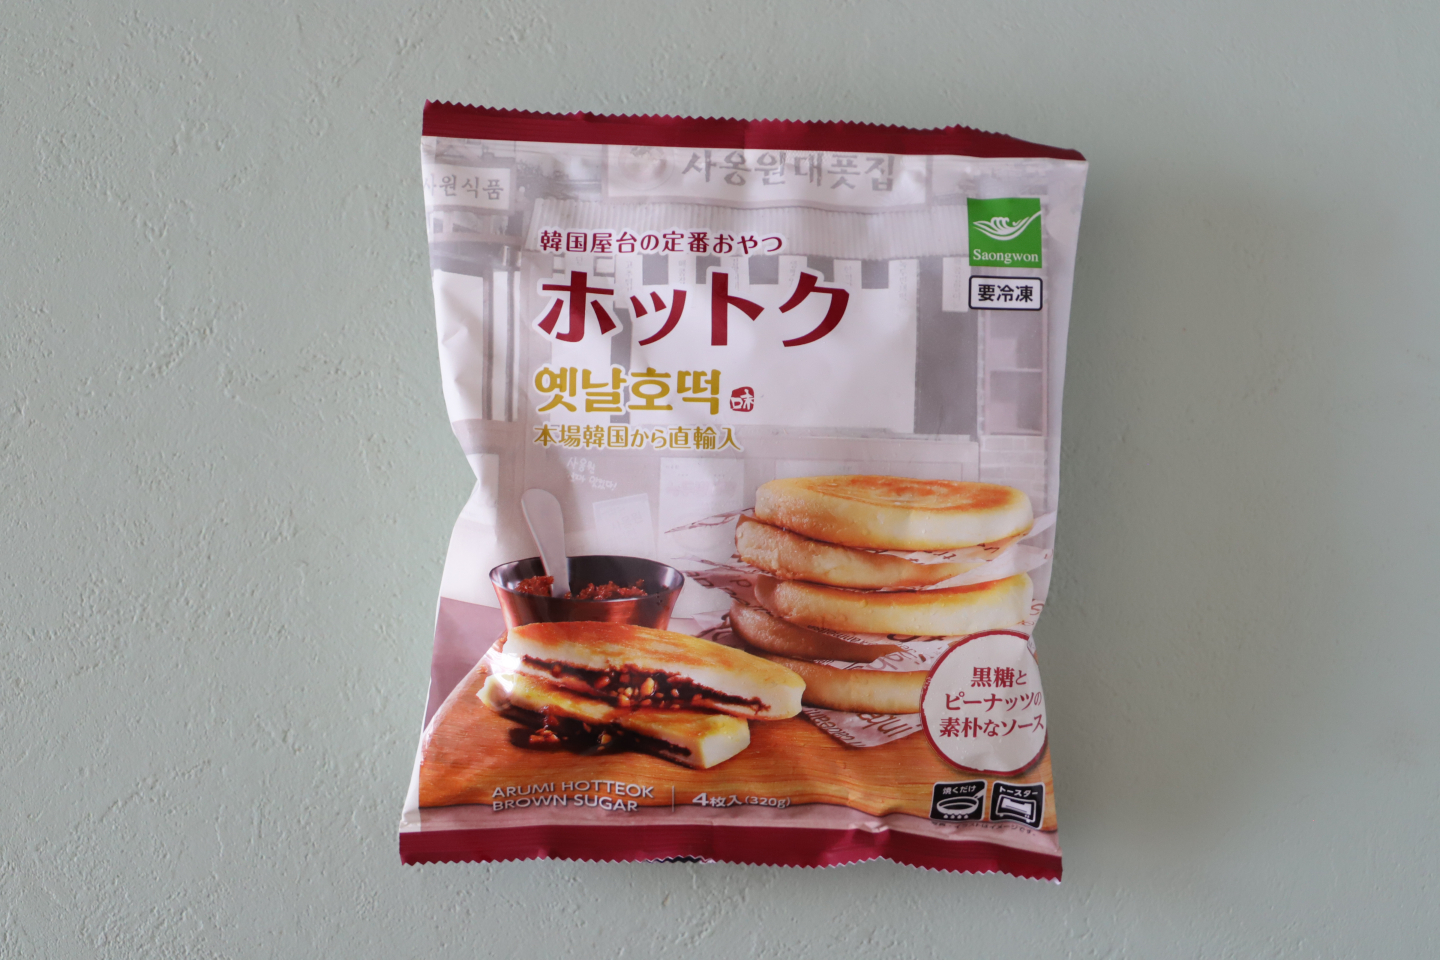 사옹원대폿집
사원식품
韓国屋台の定番おやつ
ホットク
Saongwon
要冷凍
옛날호떡 味
本場韓国から直輸入
黒糖と
ピーナッツの
素朴なソース
焼くだけ
トースター
ARUMI HOTTEOK
BROWN SUGAR
4枚入(320g)